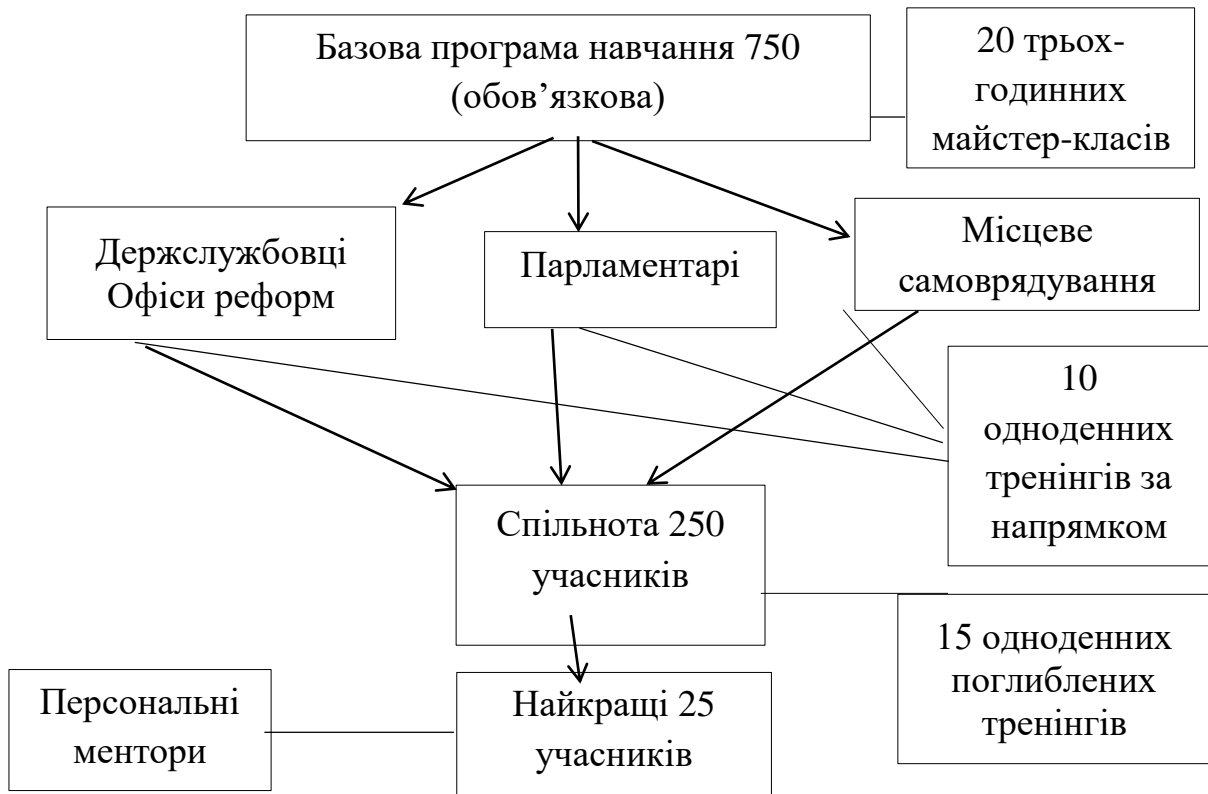 Базова програма навчання 750
(обов’язкова)
20 трьох-
годинних
майстер-класів
Держслужбовці
Офіси реформ
Парламентарі
Місцеве
самоврядування
10
одноденних
тренінгів за
напрямком
Спільнота 250
учасників
15 одноденних
поглиблених
тренінгів
Персональні
ментори
Найкращі 25
учасників